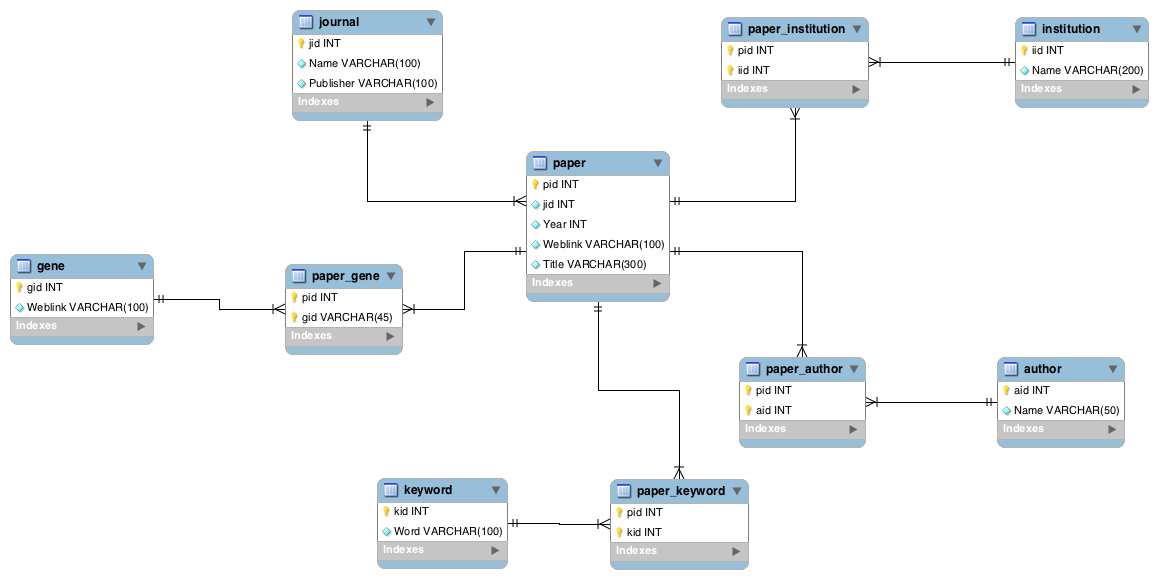 journal
jid INT
Name VARCHAR(100)
Publisher VARCHAR(100)
Indexes
paper_institution
pid INT
iid INT
Indexes
institution
iid INT
Name VARCHAR(200)
Indexes
paper
pid INT
jid INT
Year INT
Weblink VARCHAR(100)
Title VARCHAR(300)
Indexes
gene
gid INT
Weblink VARCHAR(100)
Indexes
paper_gene
pid INT
gid VARCHAR(45)
Indexes
paper_author
pid INT
aid INT
Indexes
author
aid INT
Name VARCHAR(50)
Indexes
keyword
kid INT
Word VARCHAR(100)
Indexes
paper_keyword
pid INT
kid INT
Indexes